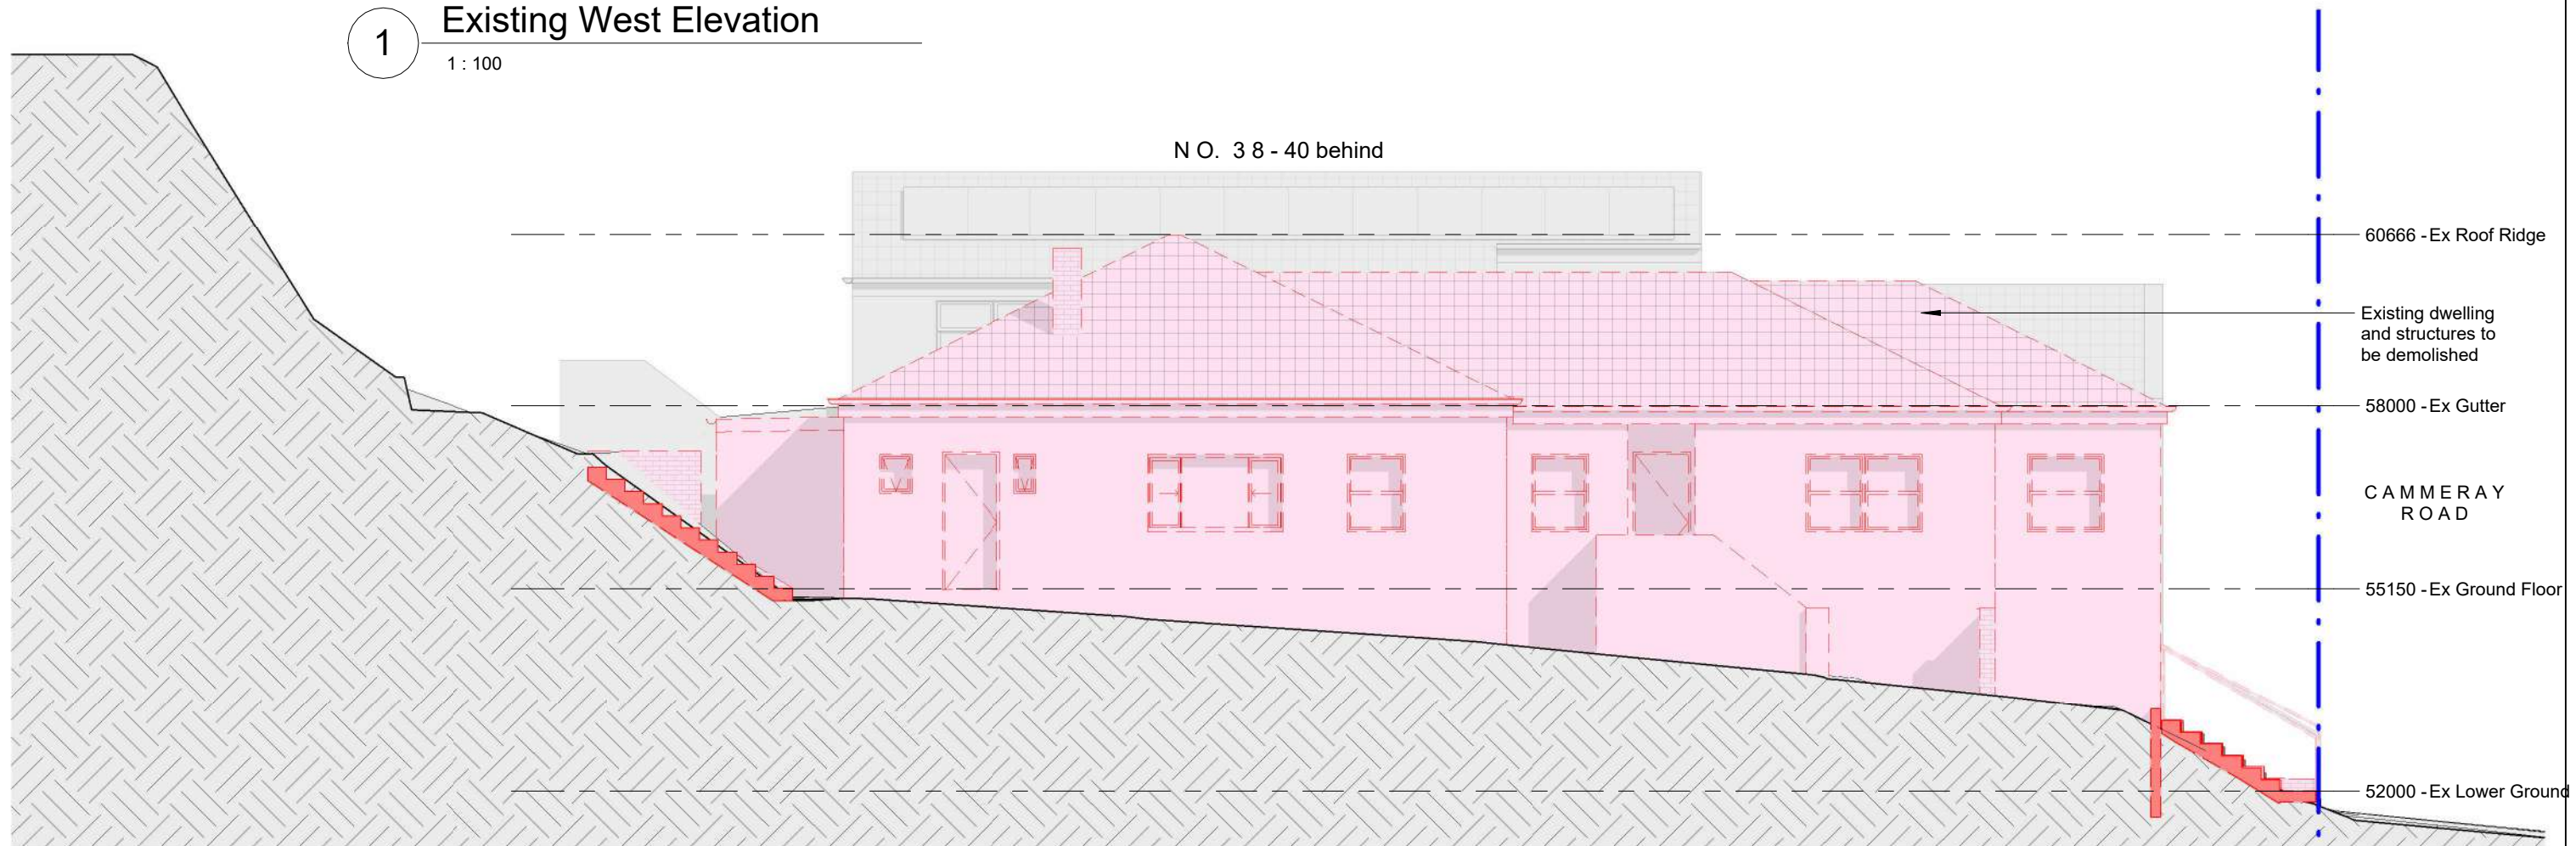 1
Existing West Elevation
1 : 100
N O. 3 8 - 40 behind
60666 - Ex Roof Ridge
Existing dwelling
and structures to
be demolished
58000 - Ex Gutter
C A M M E R A Y
R O A D
55150 - Ex Ground Floor
52000 - Ex Lower Ground